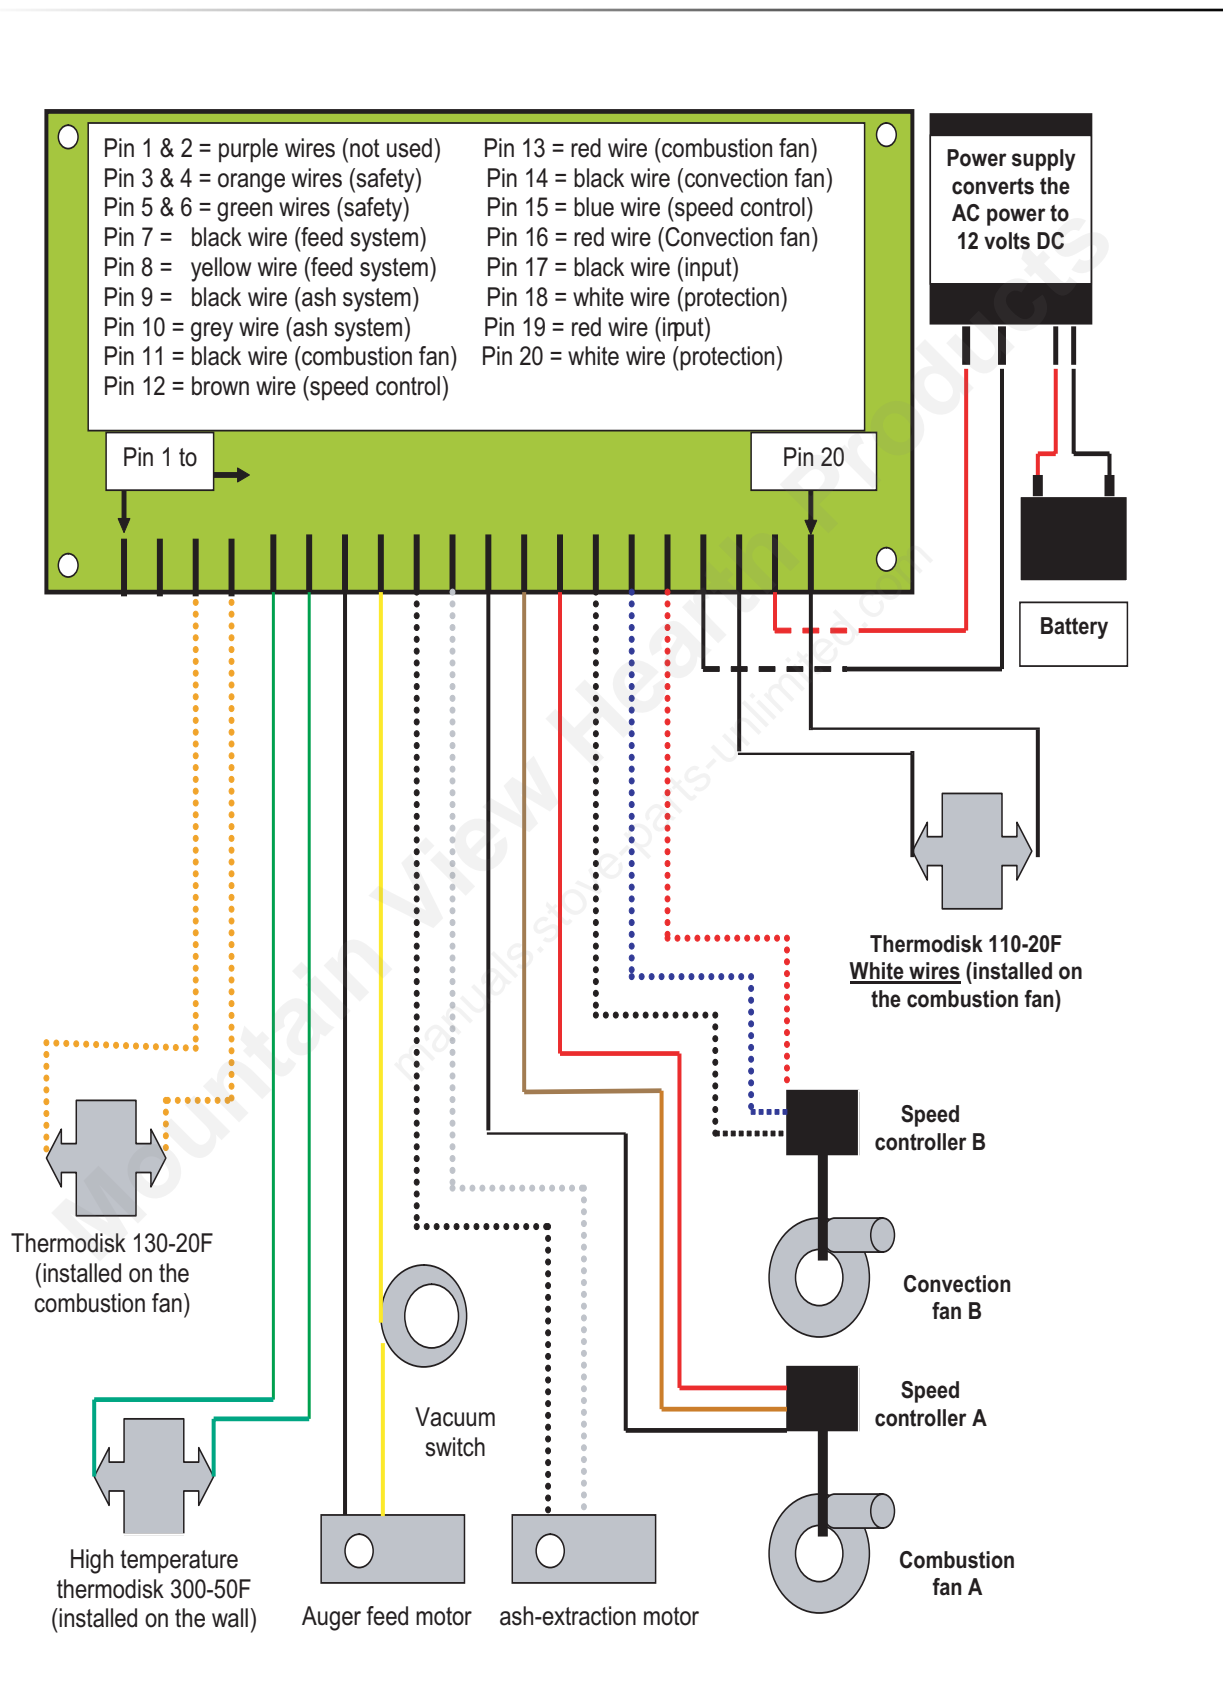 Pin 1 & 2 = purple wires (not used)
Pin 3 & 4 = orange wires (safety)
Pin 5 & 6 = green wires (safety)
Pin 7 = black wire (feed system)
Pin 8 = yellow wire (feed system)
Pin 9 = black wire (ash system)
Pin 10 = grey wire (ash system)
Pin 11 = black wire (combustion fan)
Pin 12 = brown wire (speed control)
Pin 13 = red wire (combustion fan)
Pin 14 = black wire (convection fan)
Pin 15 = blue wire (speed control)
Pin 16 = red wire (Convection fan)
Pin 17 = black wire (input)
Pin 18 = white wire (protection)
Pin 19 = red wire (input)
Pin 20 = white wire (protection)
Power supply
converts the
AC power to
12 volts DC
Pin 1 to
Pin 20
Battery
Thermodisk 110-20F
White wires (installed on
the combustion fan)
Speed
controller B
Thermodisk 130-20F
(installed on the
combustion fan)
Convection
fan B
Vacuum
switch
Speed
controller A
High temperature
thermodisk 300-50F
(installed on the wall)
Auger feed motor
ash-extraction motor
Combustion
fan A
Mountain View Hearth Products
manuals.stove-parts-unlimited.com